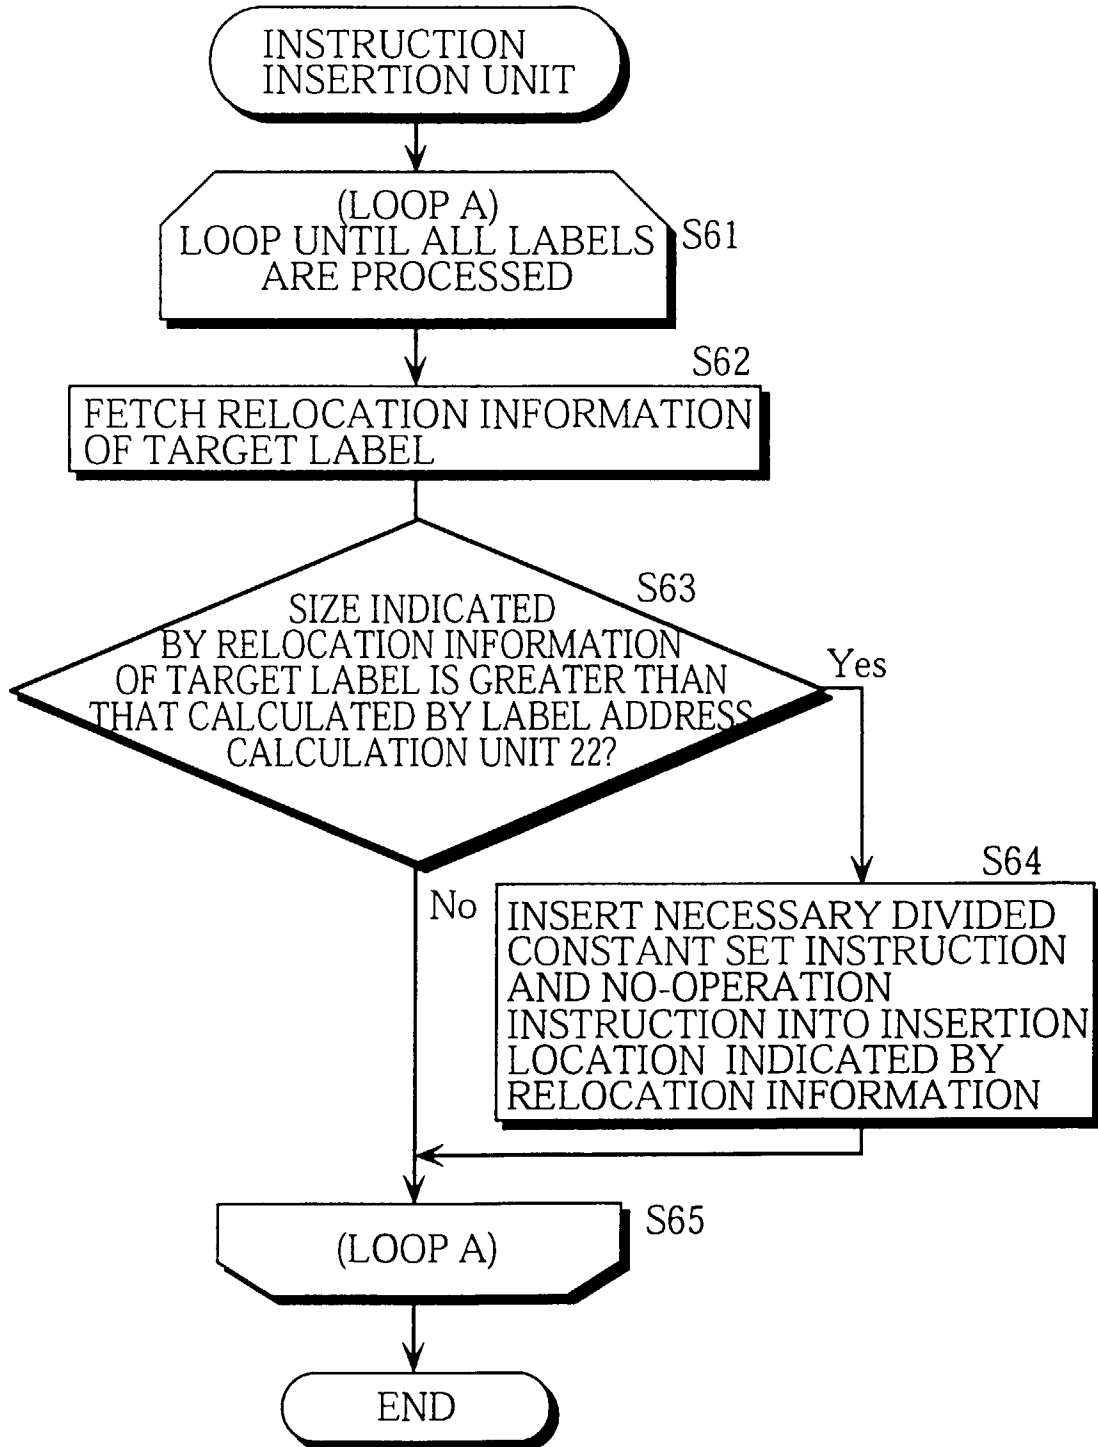 INSTRUCTION
INSERTION UNIT
(LOOP A)
LOOP UNTIL ALL LABELS
ARE PROCESSED
S61
S62
FETCH RELOCATION INFORMATION
OF TARGET LABEL
S63
SIZE INDICATED
BY RELOCATION INFORMATION
OF TARGET LABEL IS GREATER THAN
THAT CALCULATED BY LABEL ADDRESS
CALCULATION UNIT 22?
Yes
No
S64
INSERT NECESSARY DIVIDED
CONSTANT SET INSTRUCTION
AND NO-OPERATION
INSTRUCTION INTO INSERTION
LOCATION INDICATED BY
RELOCATION INFORMATION
(LOOP A)
S65
END